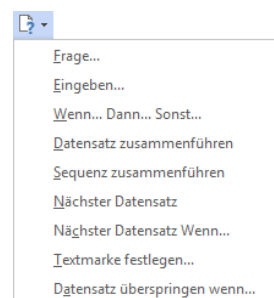 Frage...
Eingeben...
Wenn... Dann... Sonst...
Datensatz zusammenführen
Sequenz zusammenführen
Nächster Datensatz
Nächster Datensatz Wenn...
Textmarke festlegen...
Datensatz überspringen wenn...